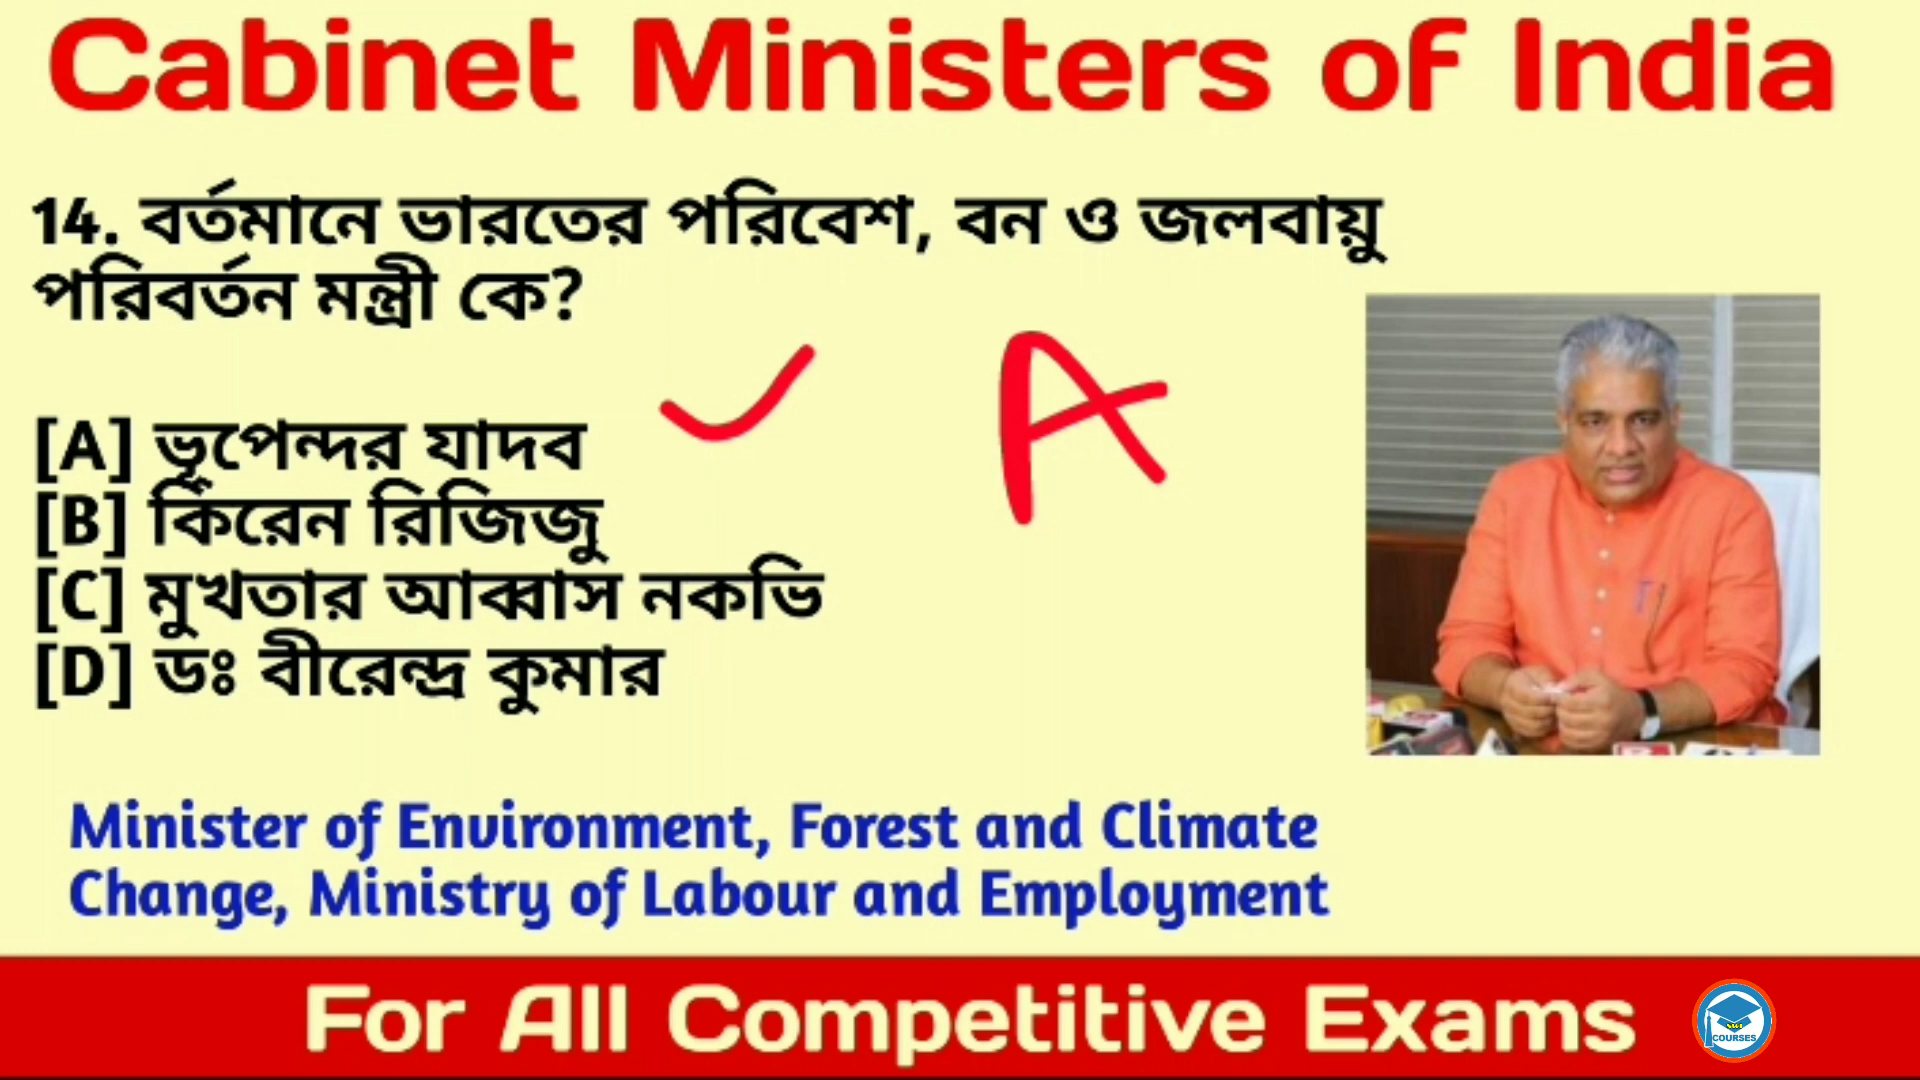 Cabinet Ministers of India
14. বর্তমানে ভারতের পরিবেশ, বন ও জলবায়ু
পরিবর্তন মন্ত্রী কে?
[A] ভূপেন্দর যাদব
A
[B] কিরেন রিজিজু
[C] মুখতার আব্বাস নকভি
[D] ডঃ বীরেন্দ্র কুমার
Minister of Environment, Forest and Climate
Change, Ministry of Labour and Employment
For All Competitive Exams
COURSES